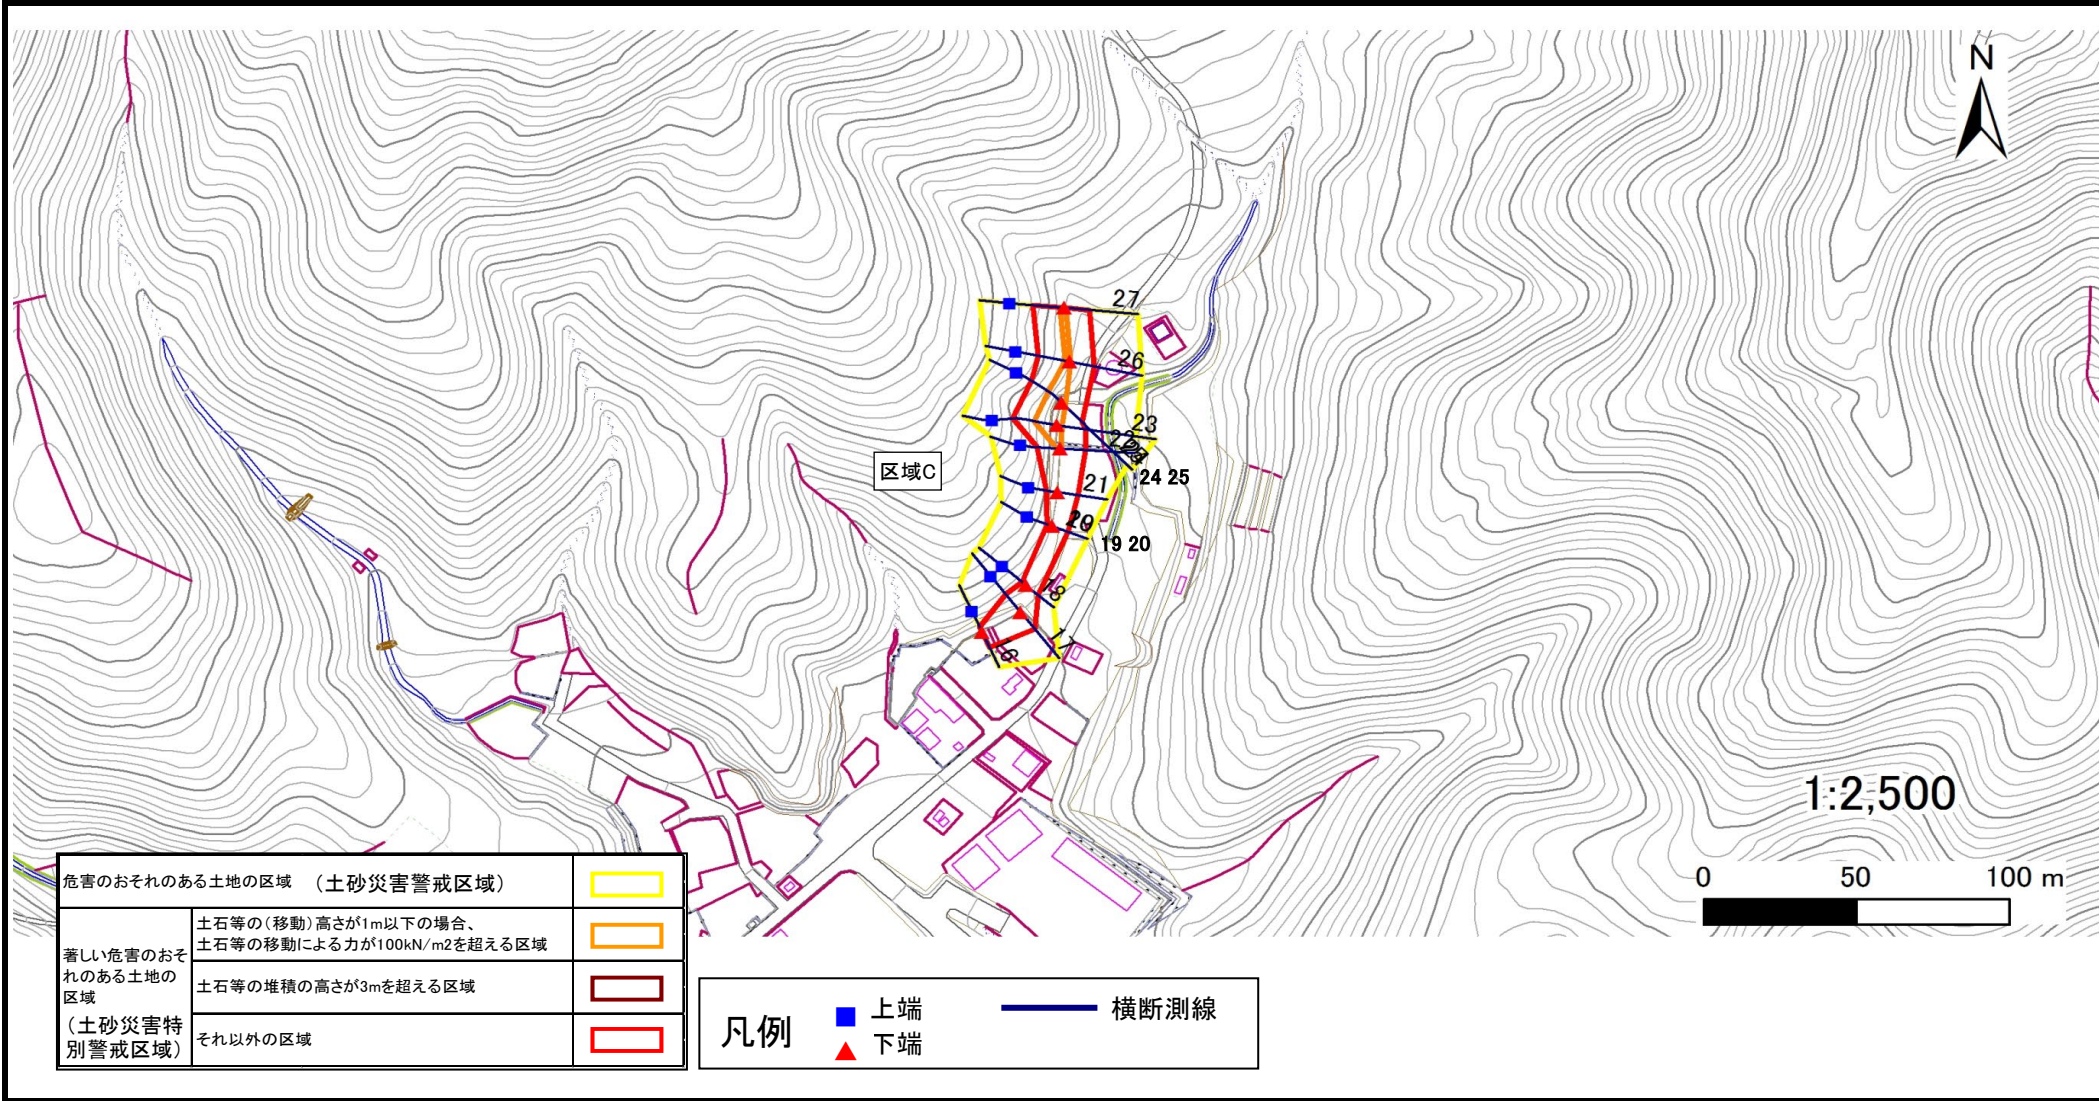 N
27
26
23
22
24 25
21
区域C
19 20
18
17
1:2,500
0 50 100 m
危害のおそれのある土地の区域 （土砂災害警戒区域）
著しい危害のおそれのある土地の区域
（土砂災害特別警戒区域）
土石等の（移動）高さが1m以下の場合、
土石等の移動による力が100kN/m2を超える区域
土石等の堆積の高さが3mを超える区域
それ以外の区域
凡例
上端
下端
横断測線